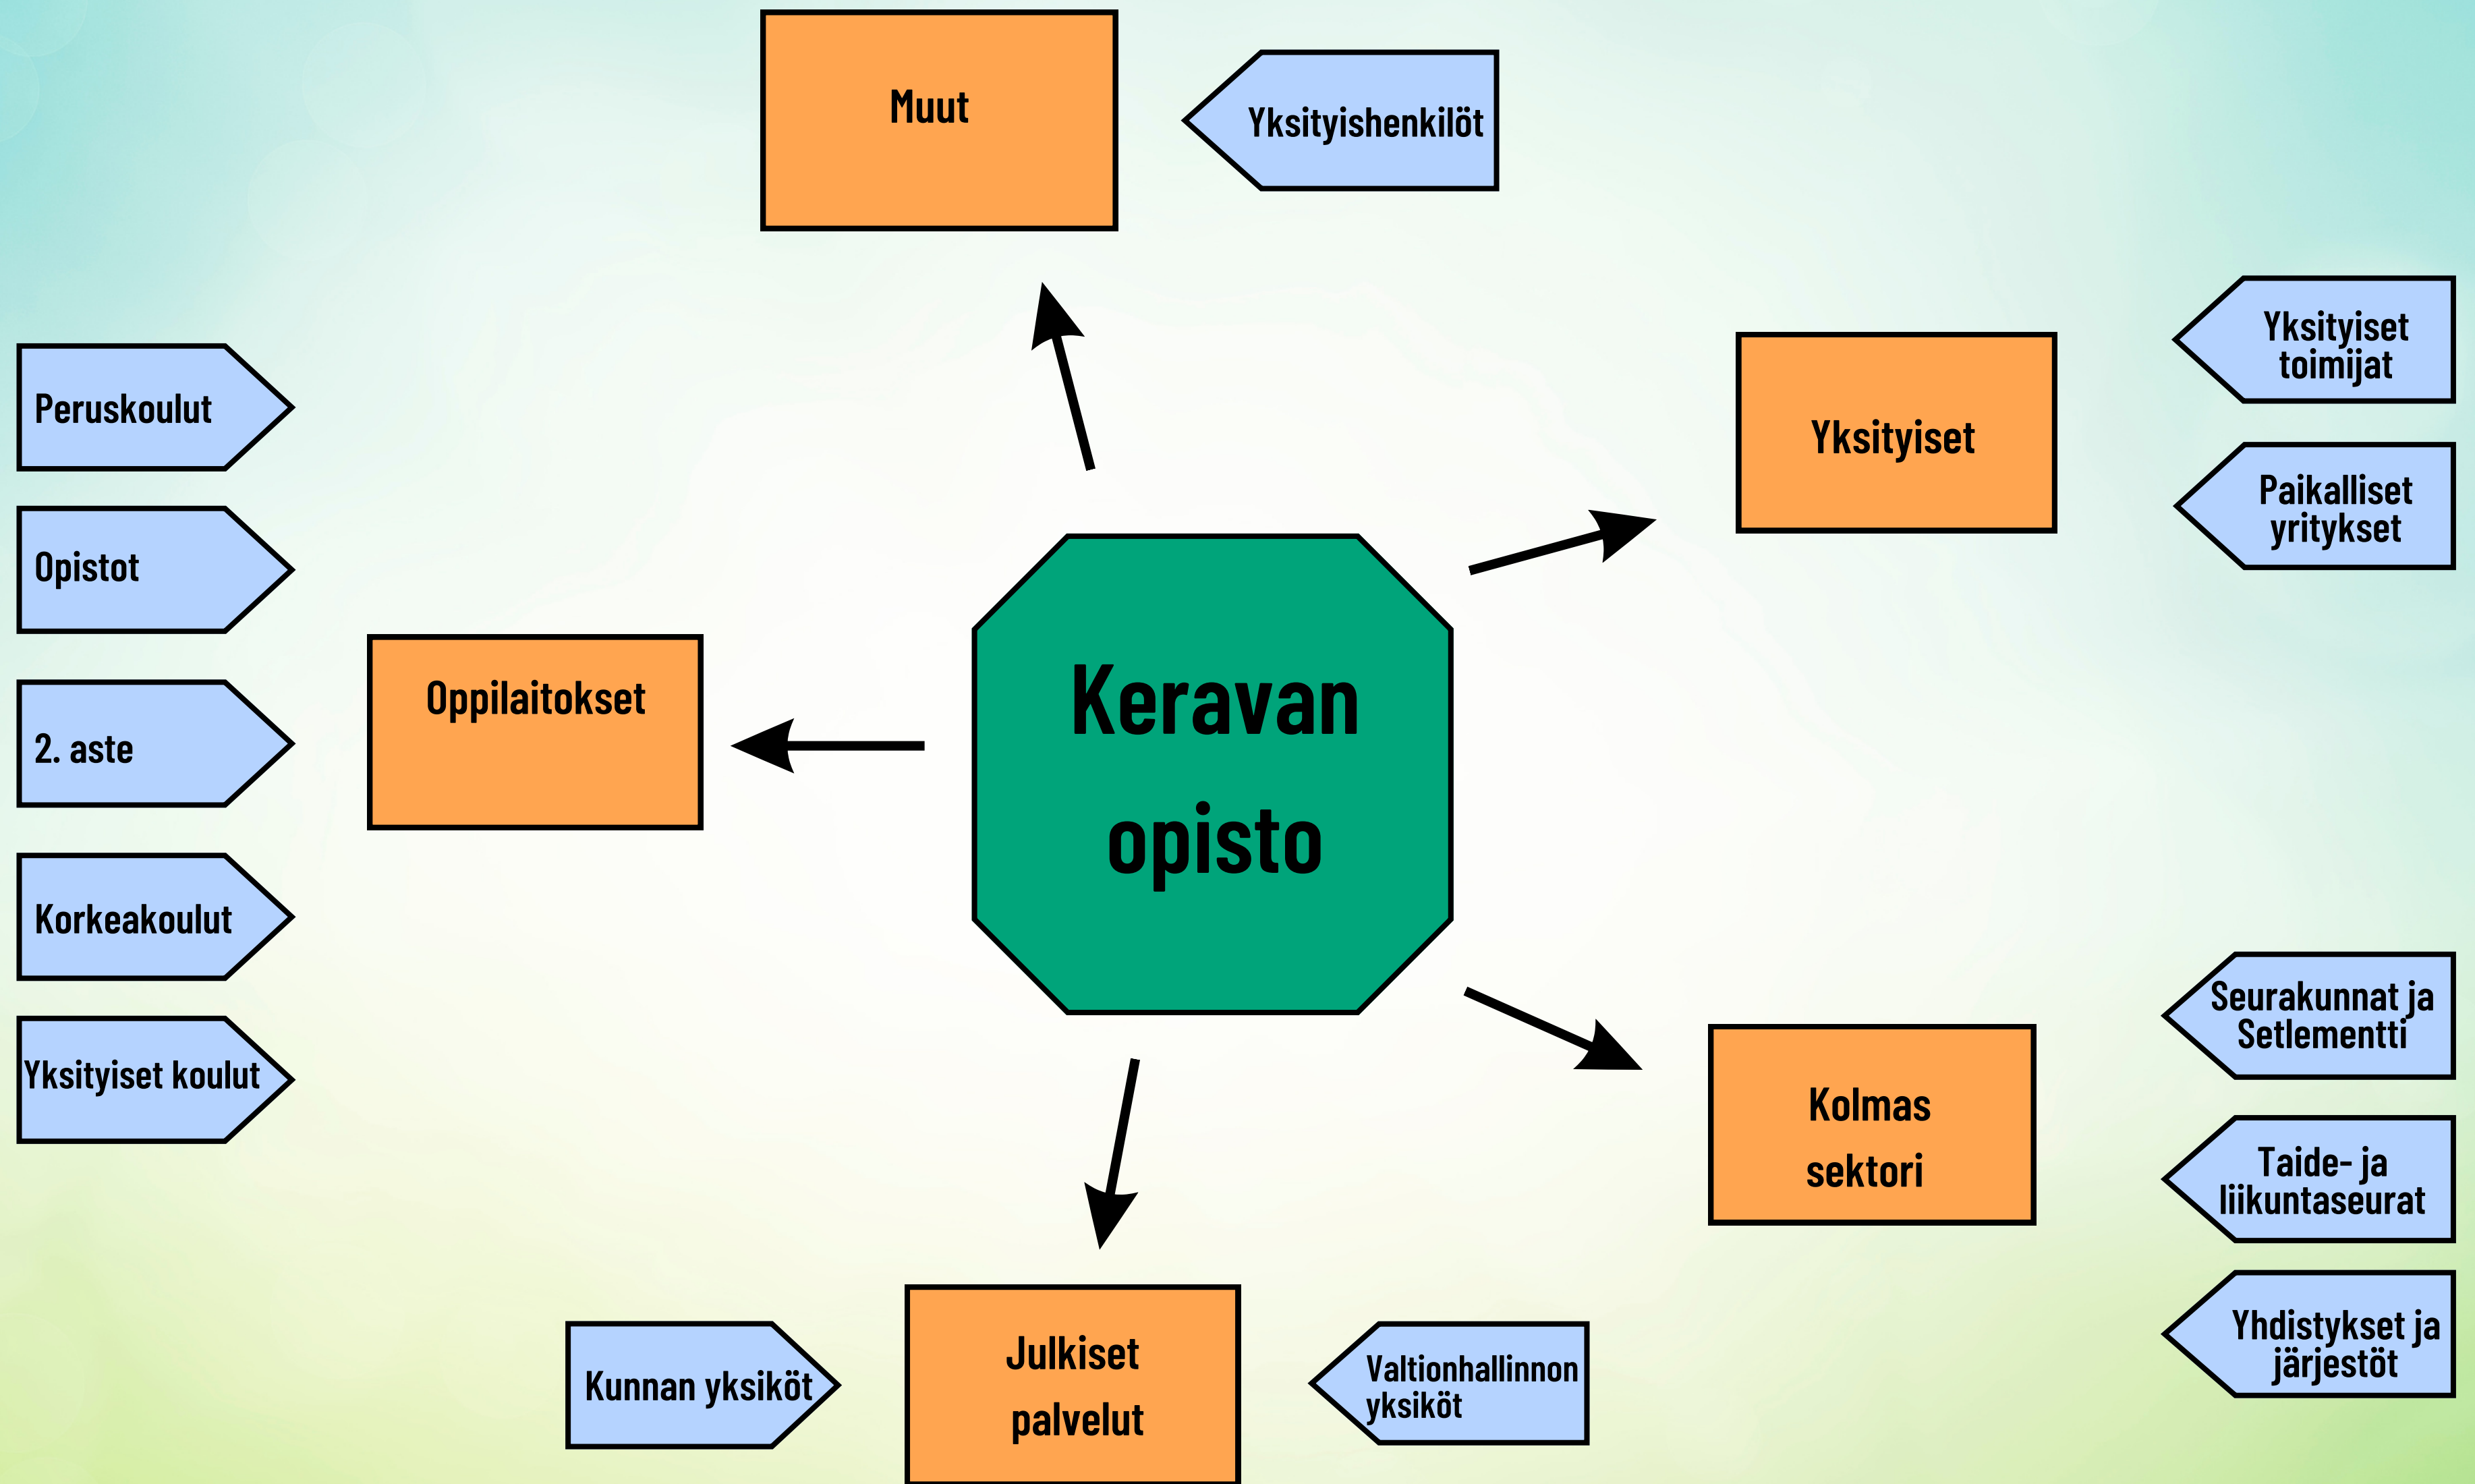 Muut
Yksityishenkilöt
Yksityiset
toimijat
Yksityiset
Paikalliset
yritykset
Peruskoulut
Opistot
2. aste
Korkeakoulut
Yksityiset koulut
Oppilaitokset
Keravan
opisto
Kolmas
sektori
Seurakunnat ja
Setlementti
Taide- ja
liikuntaseurat
Yhdistykset ja
järjestöt
Kunnan yksiköt
Julkiset
palvelut
Valtionhallinnon
yksiköt